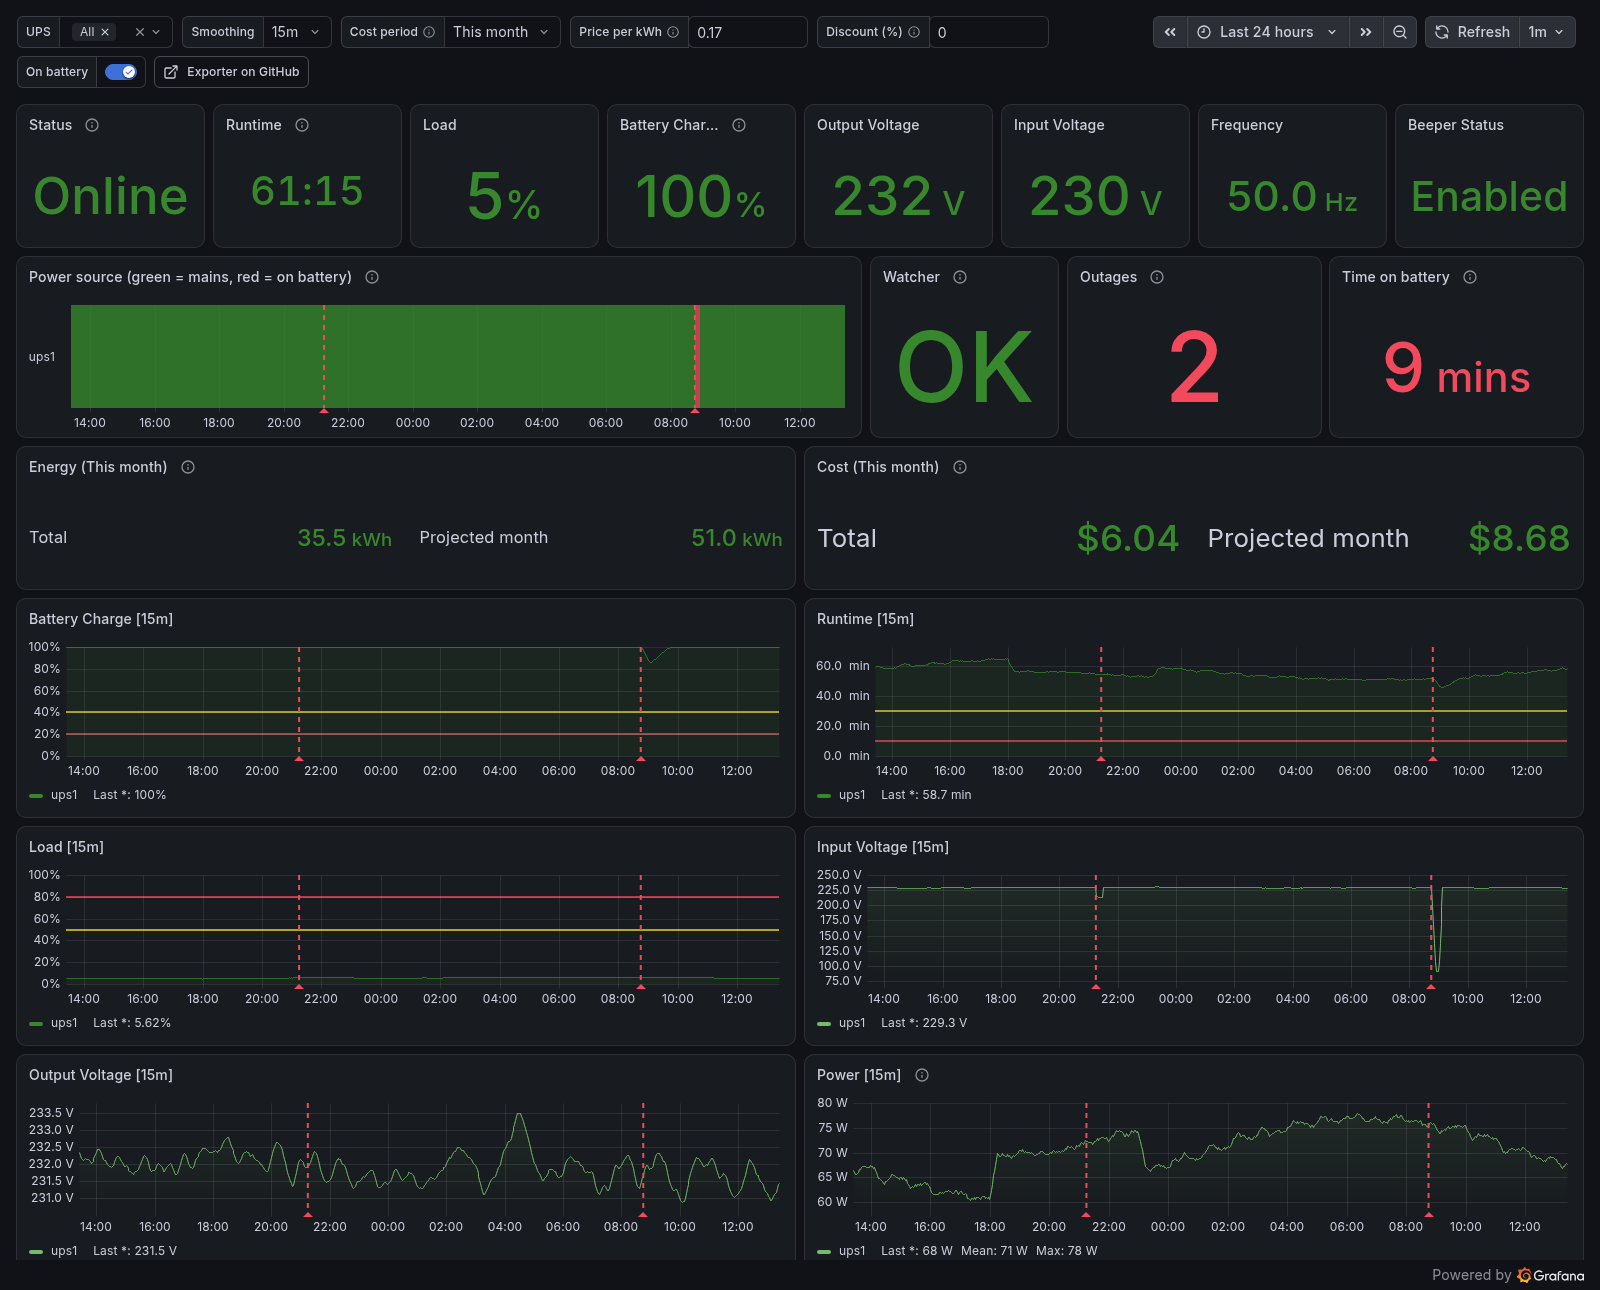 UPS All Smoothing 15m Cost period This month Price per kWh 0.17 Discount (%) 0 Last 24 hours Refresh 1m
On battery Exporter on GitHub
Status Runtime Load Battery Char... Output Voltage Input Voltage Frequency Beeper Status
Online 61:15 5% 100% 232 V 230 V 50.0 Hz Enabled
Power source (green = mains, red = on battery) Watcher Outages Time on battery
ups1 OK 2 9 mins
14:00 16:00 18:00 20:00 22:00 00:00 02:00 04:00 06:00 08:00 10:00 12:00
Energy (This month) Cost (This month)
Total 35.5 kWh Projected month 51.0 kWh Total $6.04 Projected month $8.68
Battery Charge [15m]
100%
80%
60%
40%
20%
0%
14:00 16:00 18:00 20:00 22:00 00:00 02:00 04:00 06:00 08:00 10:00 12:00
ups1 Last *: 100%
Runtime [15m]
60.0 min
40.0 min
20.0 min
0.0 min
14:00 16:00 18:00 20:00 22:00 00:00 02:00 04:00 06:00 08:00 10:00 12:00
ups1 Last *: 58.7 min
Load [15m]
100%
80%
60%
40%
20%
0%
14:00 16:00 18:00 20:00 22:00 00:00 02:00 04:00 06:00 08:00 10:00 12:00
ups1 Last *: 5.62%
Input Voltage [15m]
250.0 V
225.0 V
200.0 V
175.0 V
150.0 V
125.0 V
100.0 V
75.0 V
14:00 16:00 18:00 20:00 22:00 00:00 02:00 04:00 06:00 08:00 10:00 12:00
ups1 Last *: 229.3 V
Output Voltage [15m]
233.5 V
233.0 V
232.5 V
232.0 V
231.5 V
231.0 V
14:00 16:00 18:00 20:00 22:00 00:00 02:00 04:00 06:00 08:00 10:00 12:00
ups1 Last *: 231.5 V
Power [15m]
80 W
75 W
70 W
65 W
60 W
14:00 16:00 18:00 20:00 22:00 00:00 02:00 04:00 06:00 08:00 10:00 12:00
ups1 Last *: 68 W Mean: 71 W Max: 78 W
Powered by Grafana